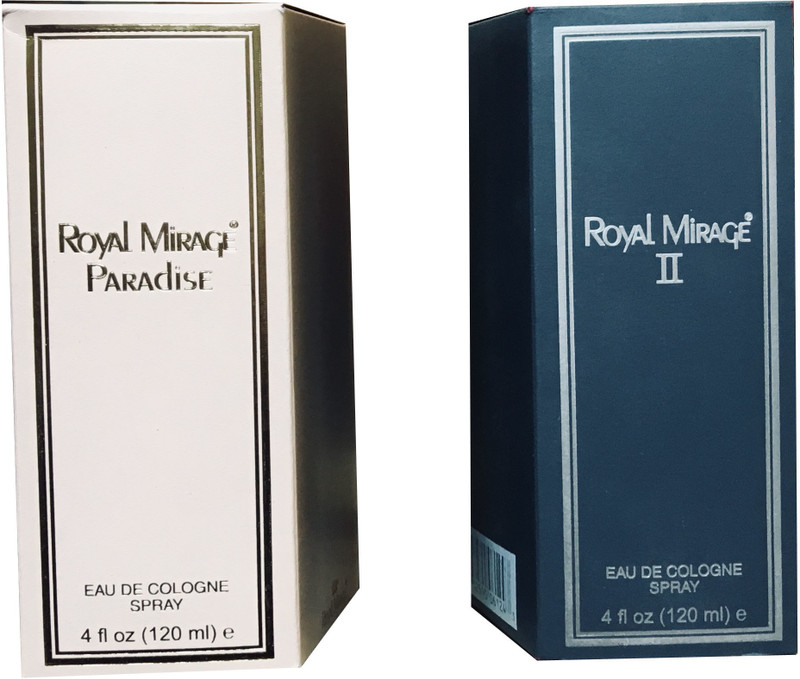 Royal Mirage®
Paradise
EAU DE COLOGNE
SPRAY
4 fl oz (120 ml) ℮
Royal Mirage®
II
EAU DE COLOGNE
SPRAY
4 fl oz (120 ml) ℮